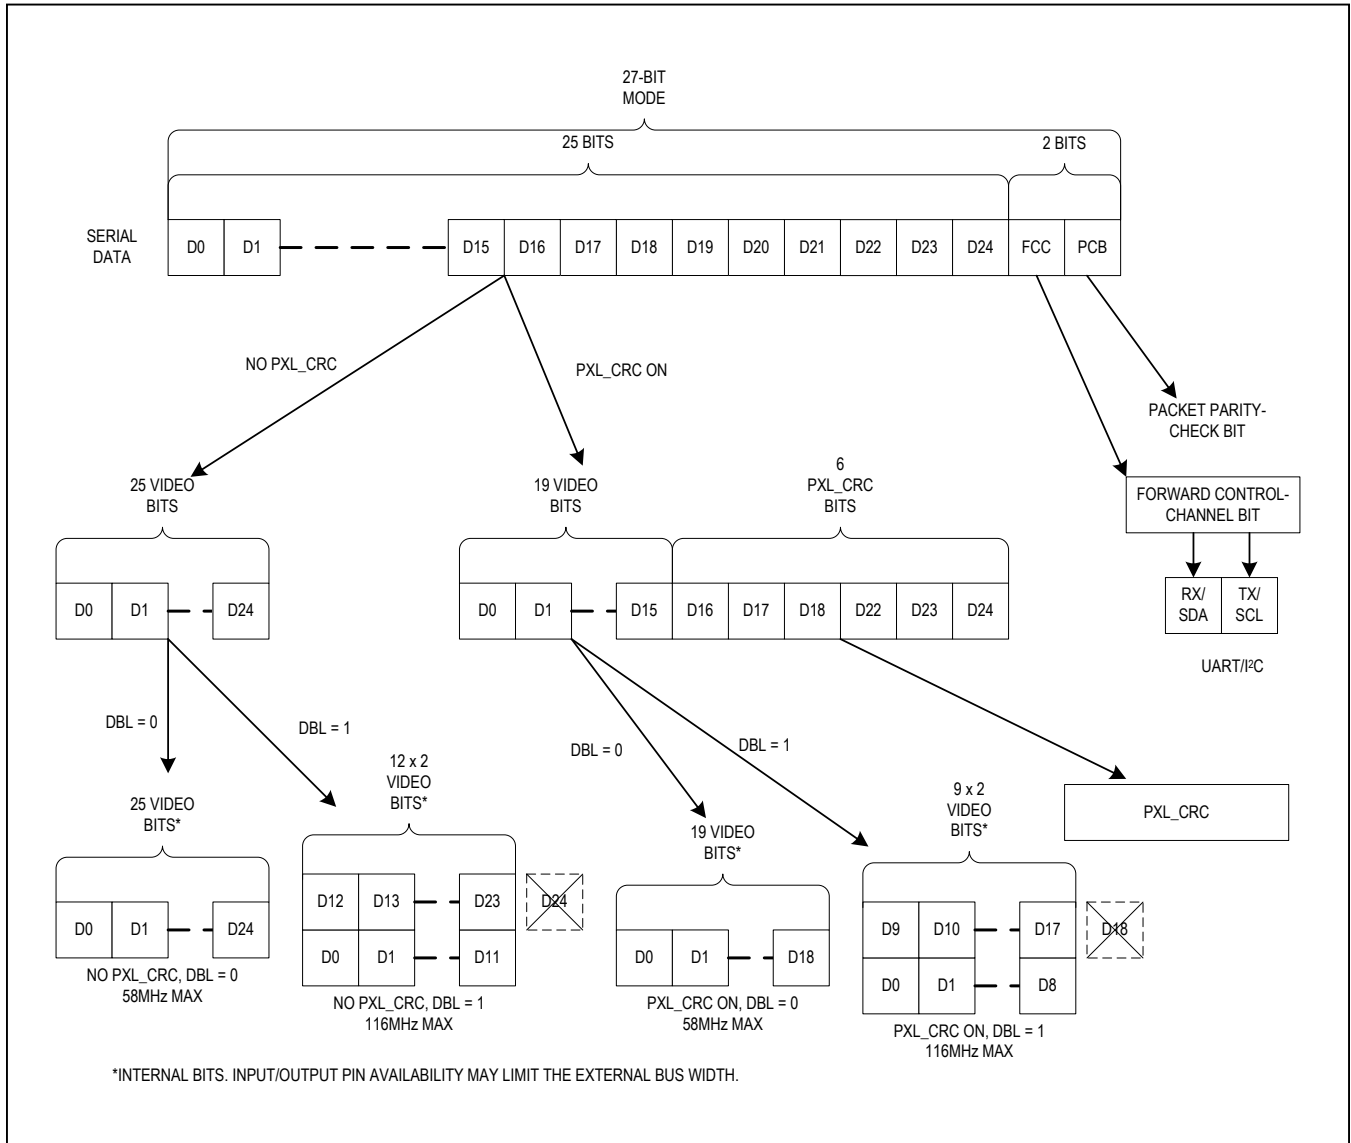 27-BIT
MODE
25 BITS
2 BITS
SERIAL
DATA
D0 D1 D15 D16 D17 D18 D19 D20 D21 D22 D23 D24 FCC PCB
NO PXL_CRC
PXL_CRC ON
PACKET PARITY-
CHECK BIT
25 VIDEO
BITS
19 VIDEO
BITS
6
PXL_CRC
BITS
FORWARD CONTROL-
CHANNEL BIT
D0 D1 D24
D0 D1 D15 D16 D17 D18 D22 D23 D24
RX/
SDA
TX/
SCL
UART/I²C
DBL = 0
DBL = 1
DBL = 0
DBL = 1
25 VIDEO
BITS*
12 x 2
VIDEO
BITS*
19 VIDEO
BITS*
9 x 2
VIDEO
BITS*
PXL_CRC
D0 D1 D24
NO PXL_CRC, DBL = 0
58MHz MAX
D12 D13 D23 D24
D0 D1 D11
NO PXL_CRC, DBL = 1
116MHz MAX
D0 D1 D18
PXL_CRC ON, DBL = 0
58MHz MAX
D9 D10 D17 D18
D0 D1 D8
PXL_CRC ON, DBL = 1
116MHz MAX
*INTERNAL BITS. INPUT/OUTPUT PIN AVAILABILITY MAY LIMIT THE EXTERNAL BUS WIDTH.